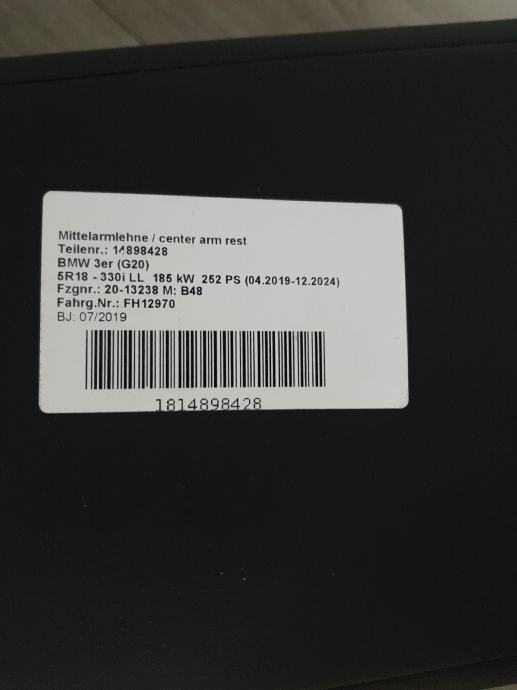 Mittelarmlehne / center arm rest
Teilenr.: 14898428
BMW 3er (G20)
5R18 - 330i LL 185 kW 252 PS (04.2019-12.2024)
Fzgnr.: 20-13238 M: B48
Fahrg.Nr.: FH12970
BJ: 07/2019
1814898428